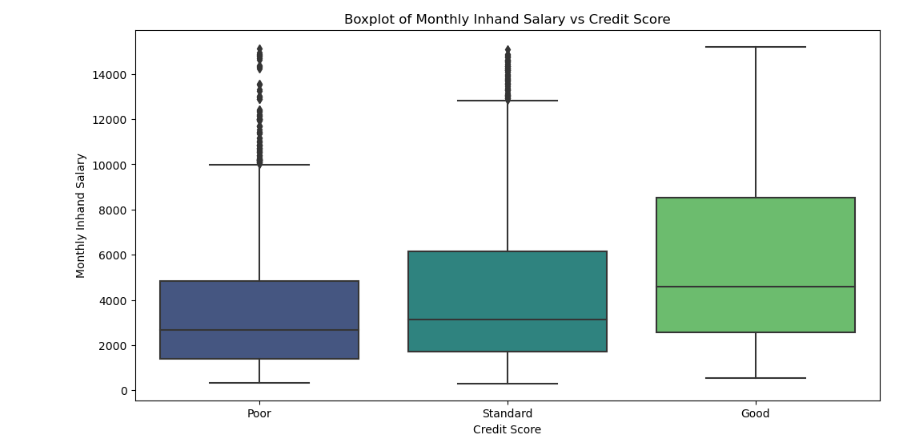 Boxplot of Monthly Inhand Salary vs Credit Score
Monthly Inhand Salary
14000
12000
10000
8000
6000
4000
2000
0
Poor
Standard
Good
Credit Score